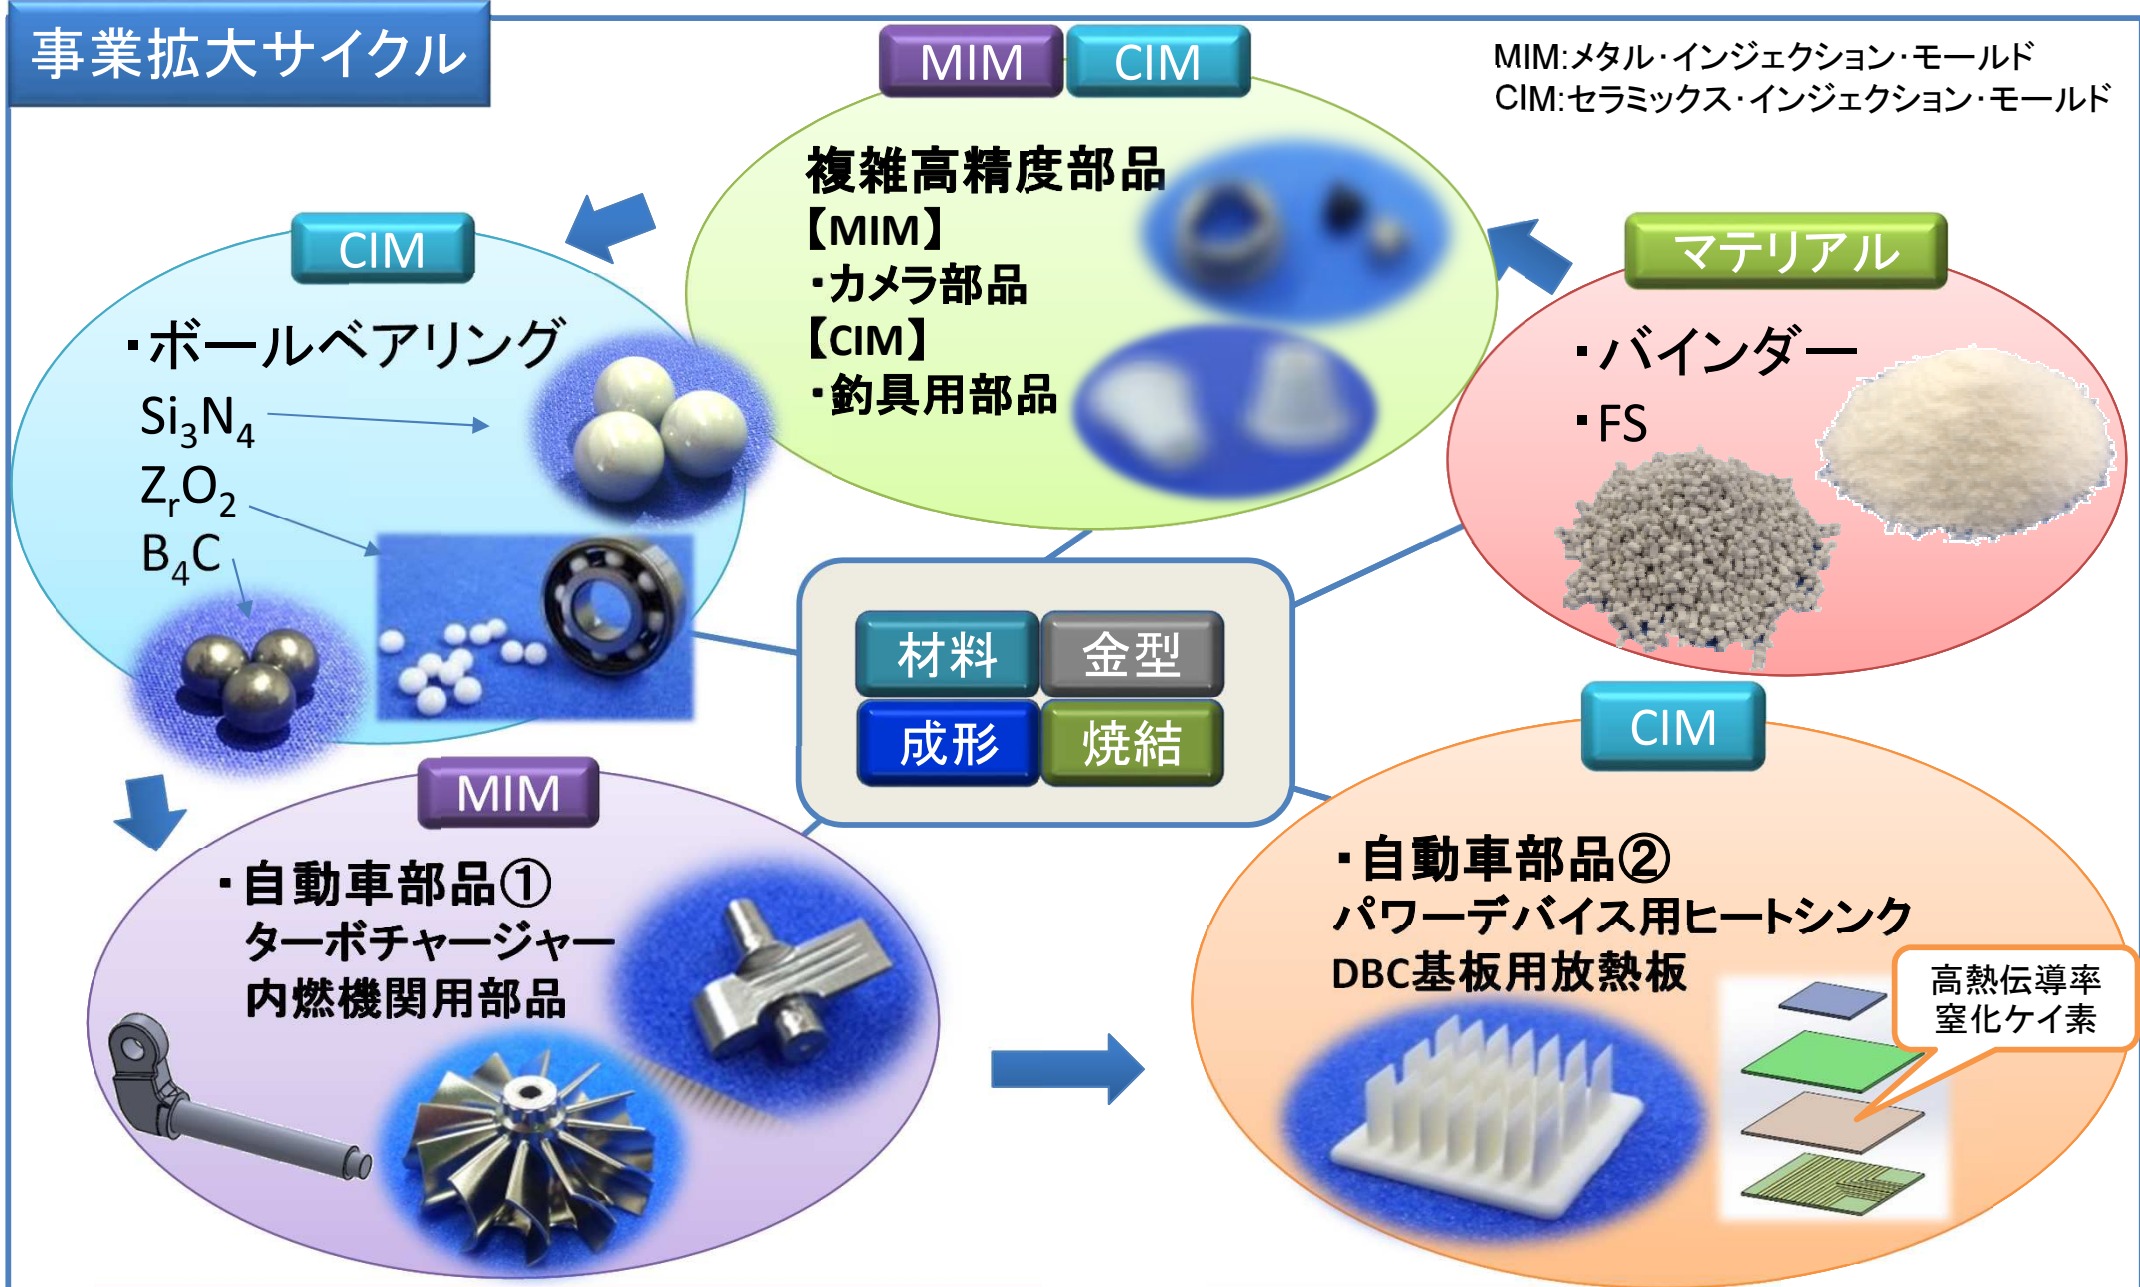 事業拡大サイクル
MIM:メタル・インジェクション・モールド
CIM:セラミックス・インジェクション・モールド
MIM
CIM
複雑高精度部品
【MIM】
・カメラ部品
【CIM】
・釣具用部品
マテリアル
・バインダー
・FS
CIM
・ボールベアリング
Si₃N₄
ZᵣO₂
B₄C
材料
金型
成形
焼結
MIM
・自動車部品①
ターボチャージャー
内燃機関用部品
CIM
・自動車部品②
パワーデバイス用ヒートシンク
DBC基板用放熱板
高熱伝導率
窒化ケイ素